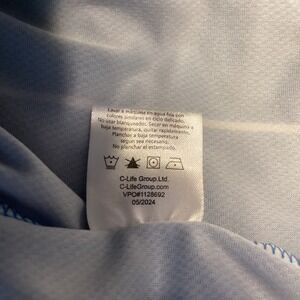 Lavar a máquina en agua fría con
colores similares en ciclo delicado.
No usar blanqueador. Secar en máquina a
baja temperatura, quitar rápidamente.
Planchar a baja temperatura
según sea necesario.
No planchar el estampado.
C-Life Group,Ltd.
C-LifeGroup.com
VPO#1128692
05/2024